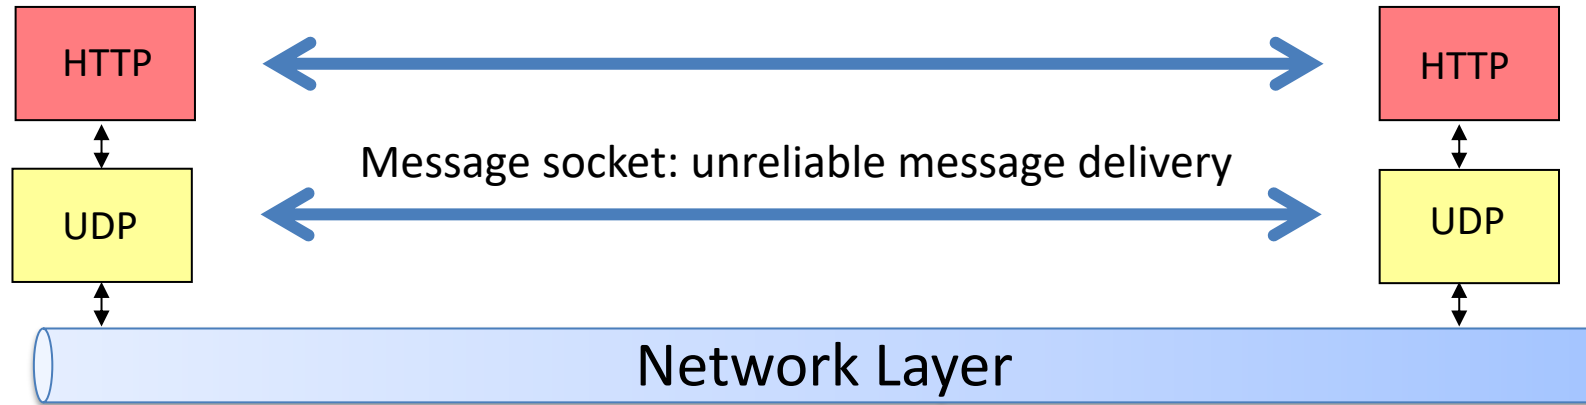 HTTP
HTTP
Message socket: unreliable message delivery
UDP
UDP
Network Layer